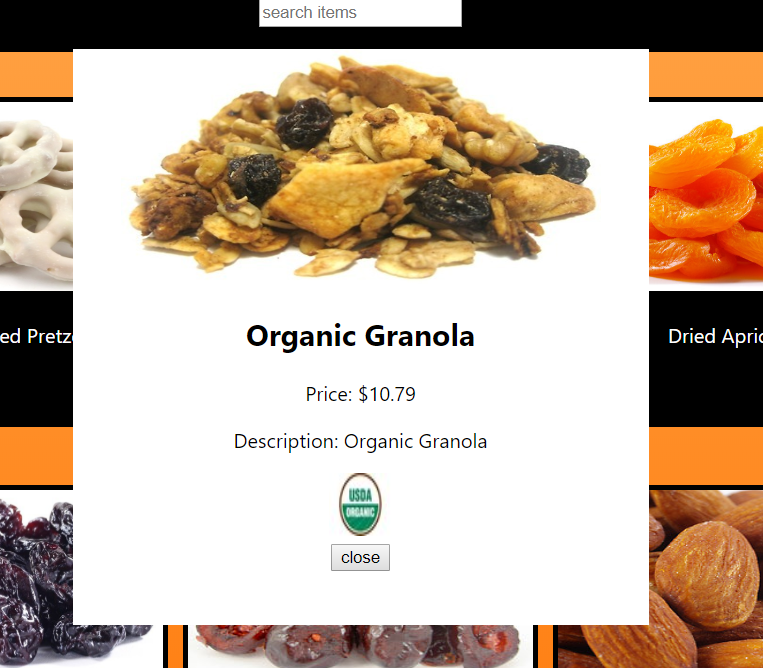 search items
Organic Granola
ed Pretz
Dried Apric
Price: $10.79
Description: Organic Granola
USDA
ORGANIC
close